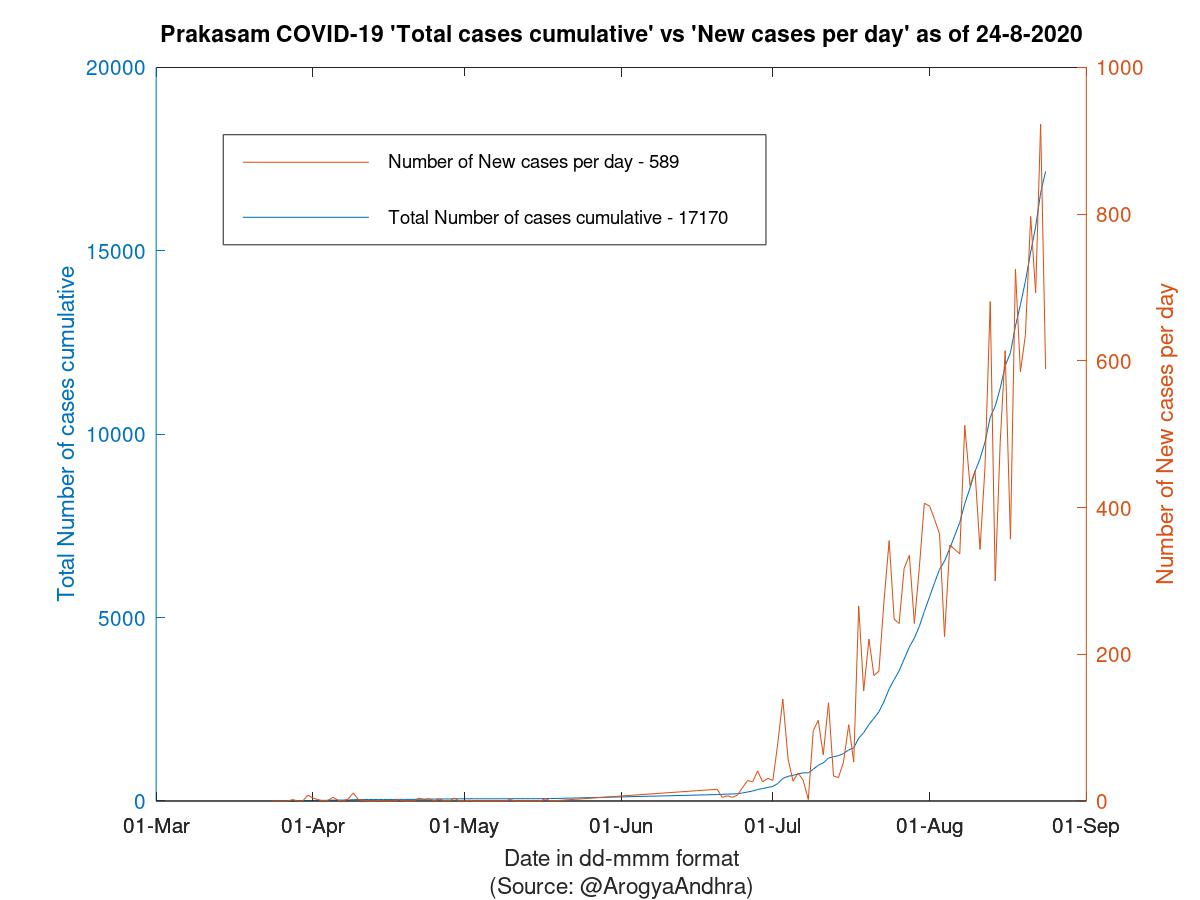 Prakasam COVID-19 'Total cases cumulative' vs 'New cases per day' as of 24-8-2020
20000
15000
10000
5000
0
Total Number of cases cumulative
Number of New cases per day - 589
Total Number of cases cumulative - 17170
1000
800
600
400
200
0
Number of New cases per day
01-Mar 01-Apr 01-May 01-Jun 01-Jul 01-Aug 01-Sep
Date in dd-mmm format
(Source: @ArogyaAndhra)